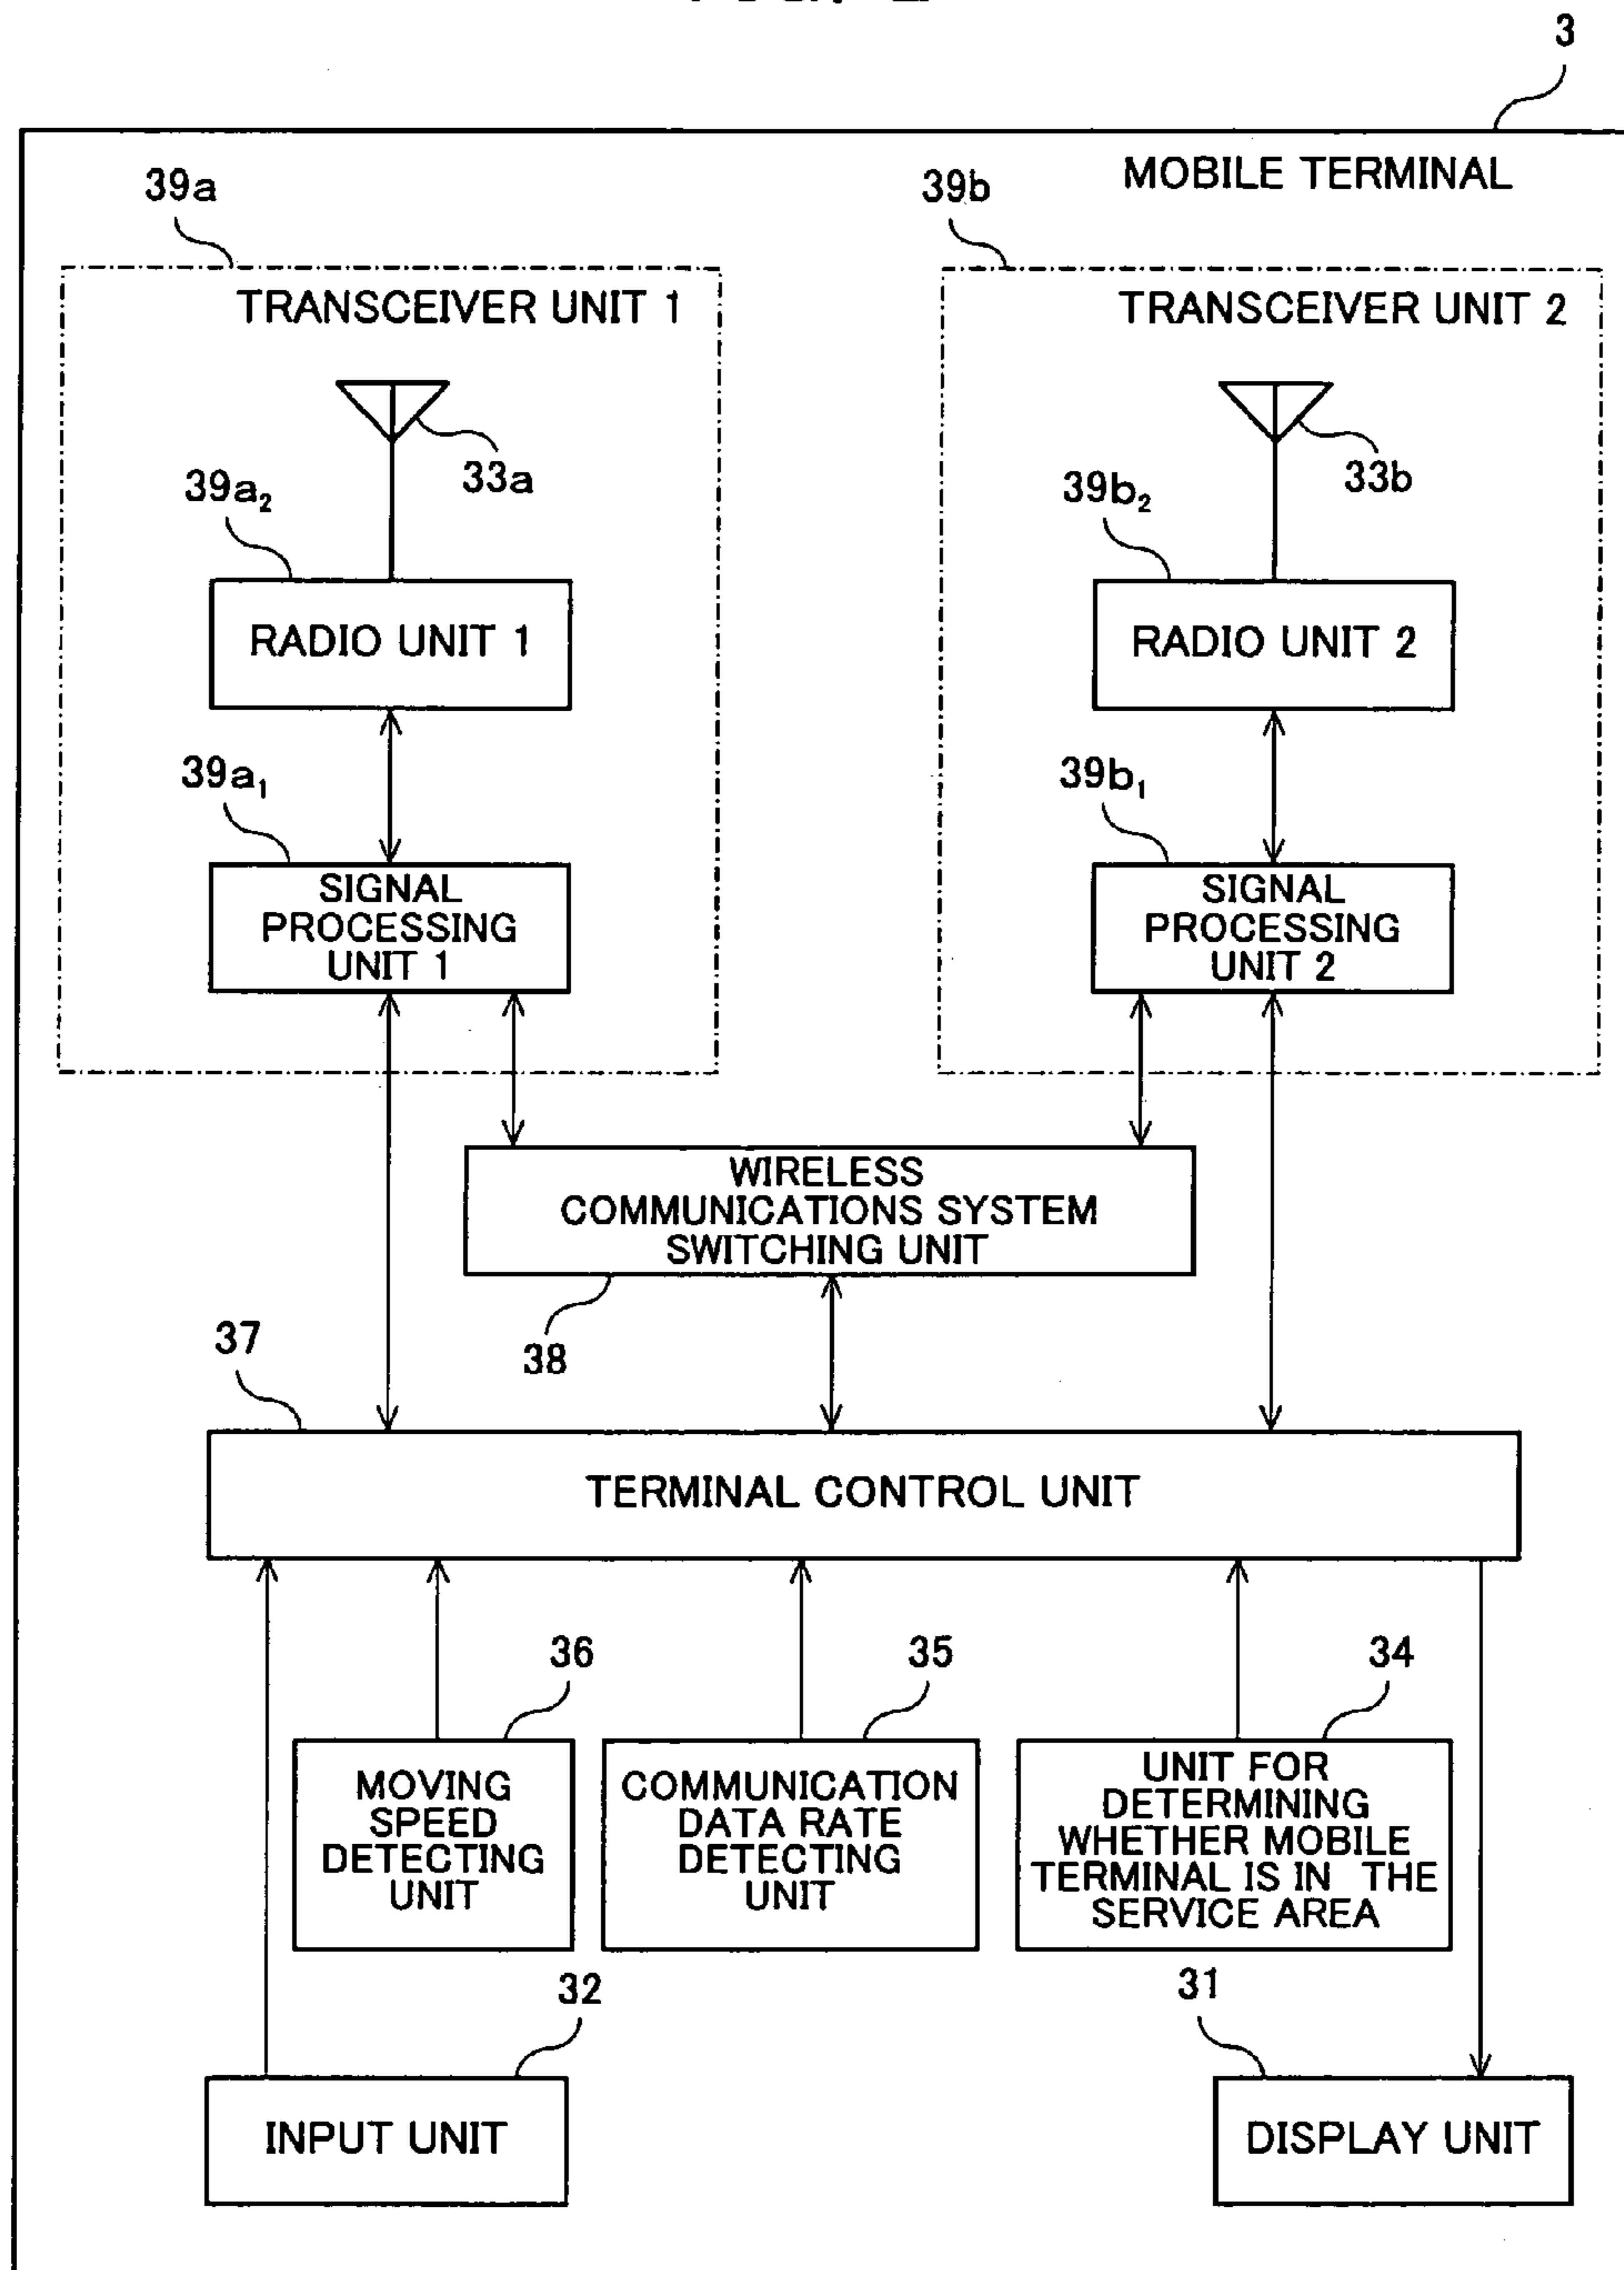 3
MOBILE TERMINAL
39a
39b
TRANSCEIVER UNIT 1
TRANSCEIVER UNIT 2
33a
33b
39a₂
39b₂
RADIO UNIT 1
RADIO UNIT 2
39a₁
39b₁
SIGNAL
PROCESSING
UNIT 1
SIGNAL
PROCESSING
UNIT 2
WIRELESS
COMMUNICATIONS SYSTEM
SWITCHING UNIT
38
37
TERMINAL CONTROL UNIT
36
35
34
MOVING
SPEED
DETECTING
UNIT
COMMUNICATION
DATA RATE
DETECTING
UNIT
UNIT FOR
DETERMINING
WHETHER MOBILE
TERMINAL IS IN THE
SERVICE AREA
32
31
INPUT UNIT
DISPLAY UNIT